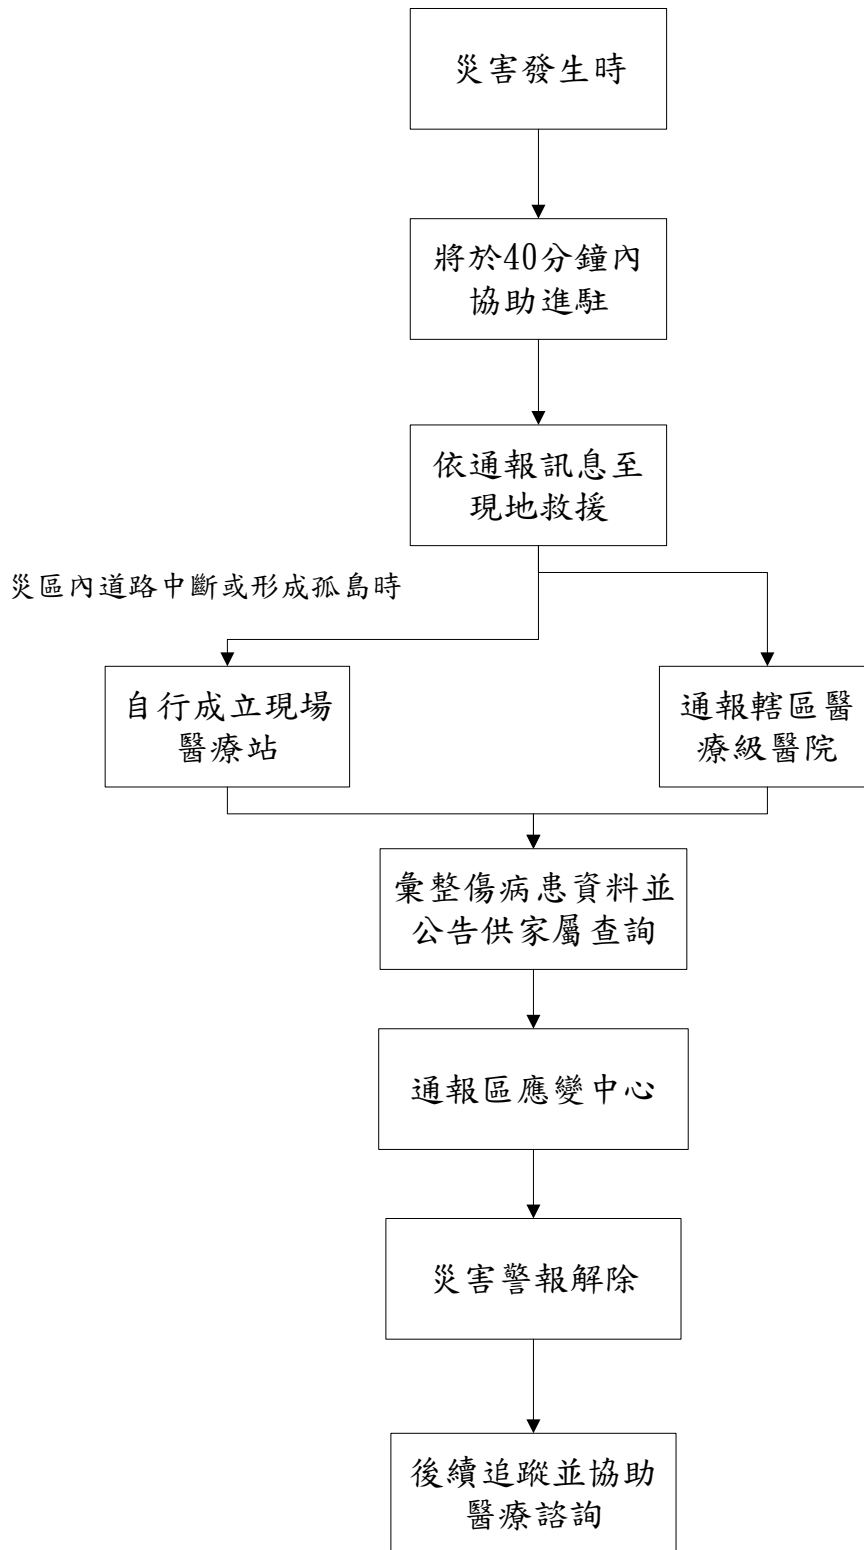 災害發生時
將於40分鐘內
協助進駐
依通報訊息至
現地救援
災區內道路中斷或形成孤島時
自行成立現場
醫療站
通報轄區醫
療級醫院
彙整傷病患資料並
公告供家屬查詢
通報區應變中心
災害警報解除
後續追蹤並協助
醫療諮詢